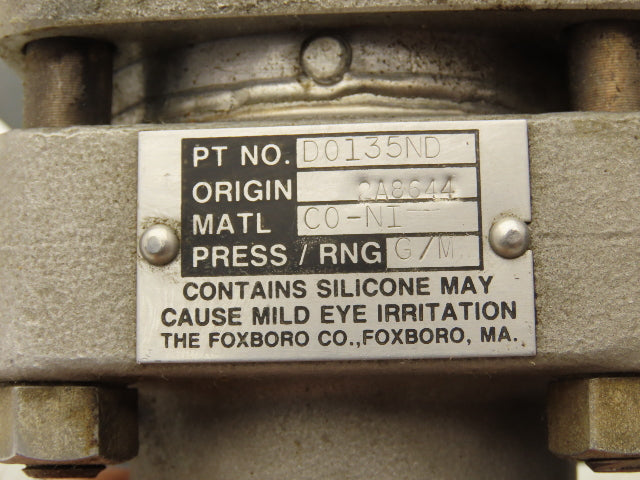 PT NO. D0135ND
ORIGIN 2A8644
MATL CO-NI
PRESS / RNG G/M
CONTAINS SILICONE MAY
CAUSE MILD EYE IRRITATION
THE FOXBORO CO., FOXBORO, MA.